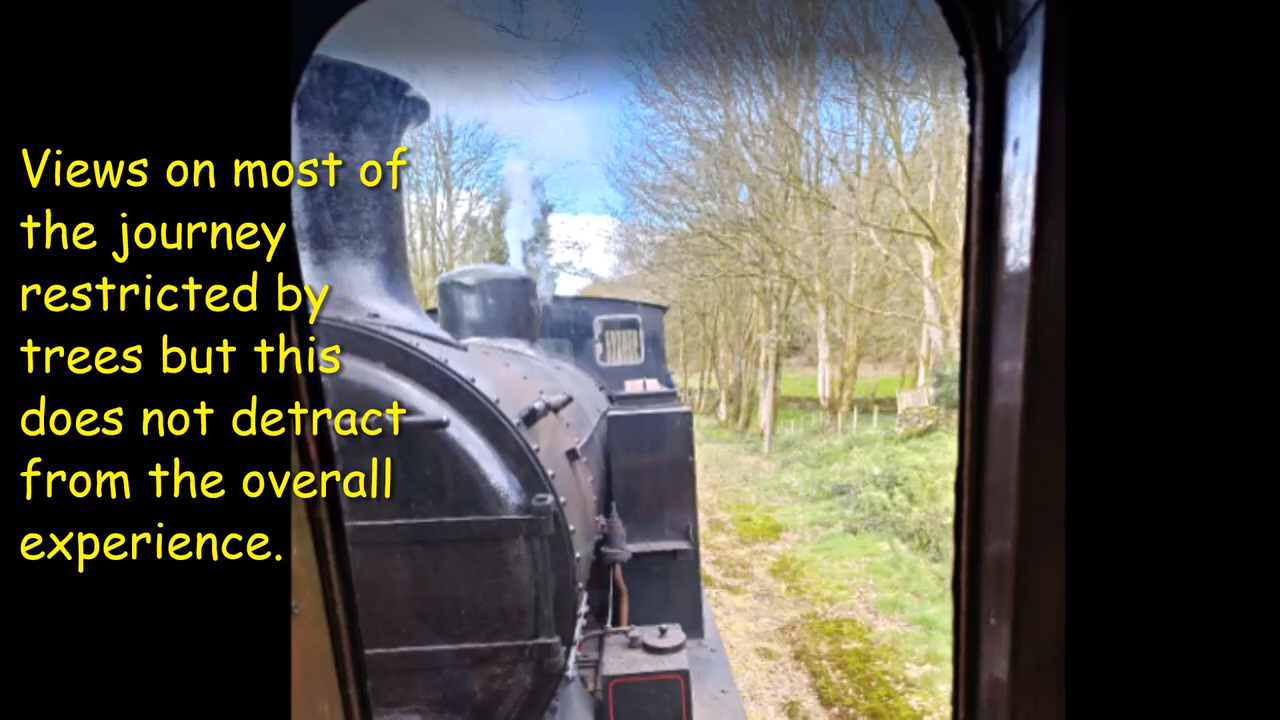 Views on most of
the journey
restricted by
trees but this
does not detract
from the overall
experience.